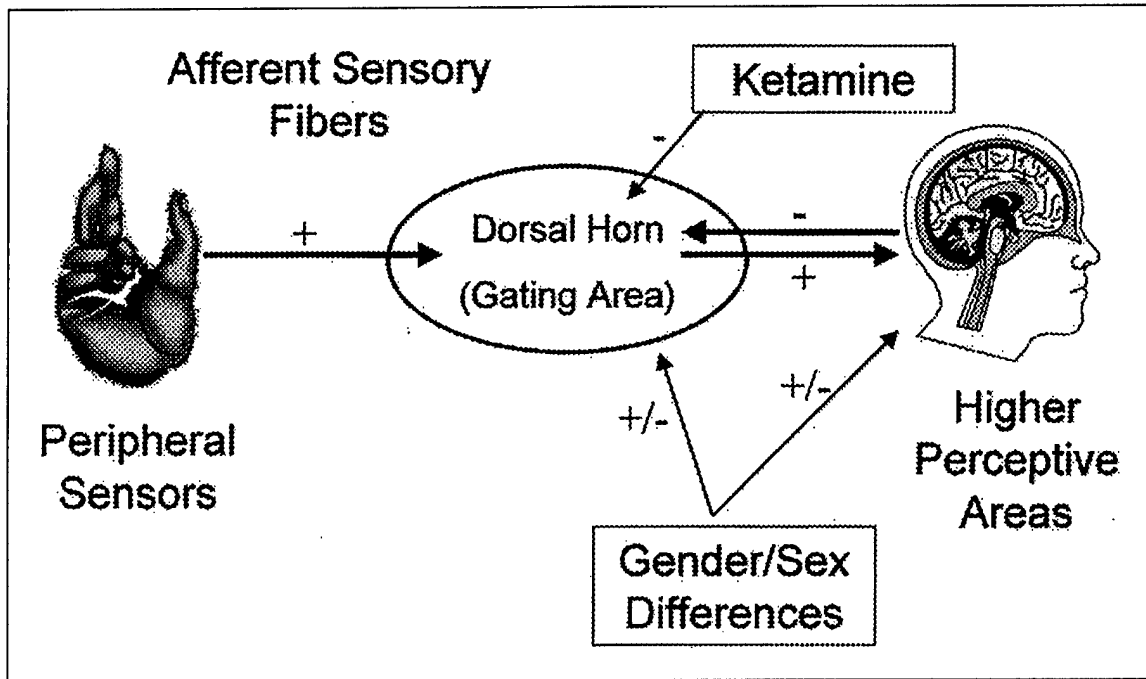 Afferent Sensory
Fibers
Ketamine
-
+
Dorsal Horn
(Gating Area)
-
+
+/-
+/-
Peripheral
Sensors
Higher
Perceptive
Areas
Gender/Sex
Differences